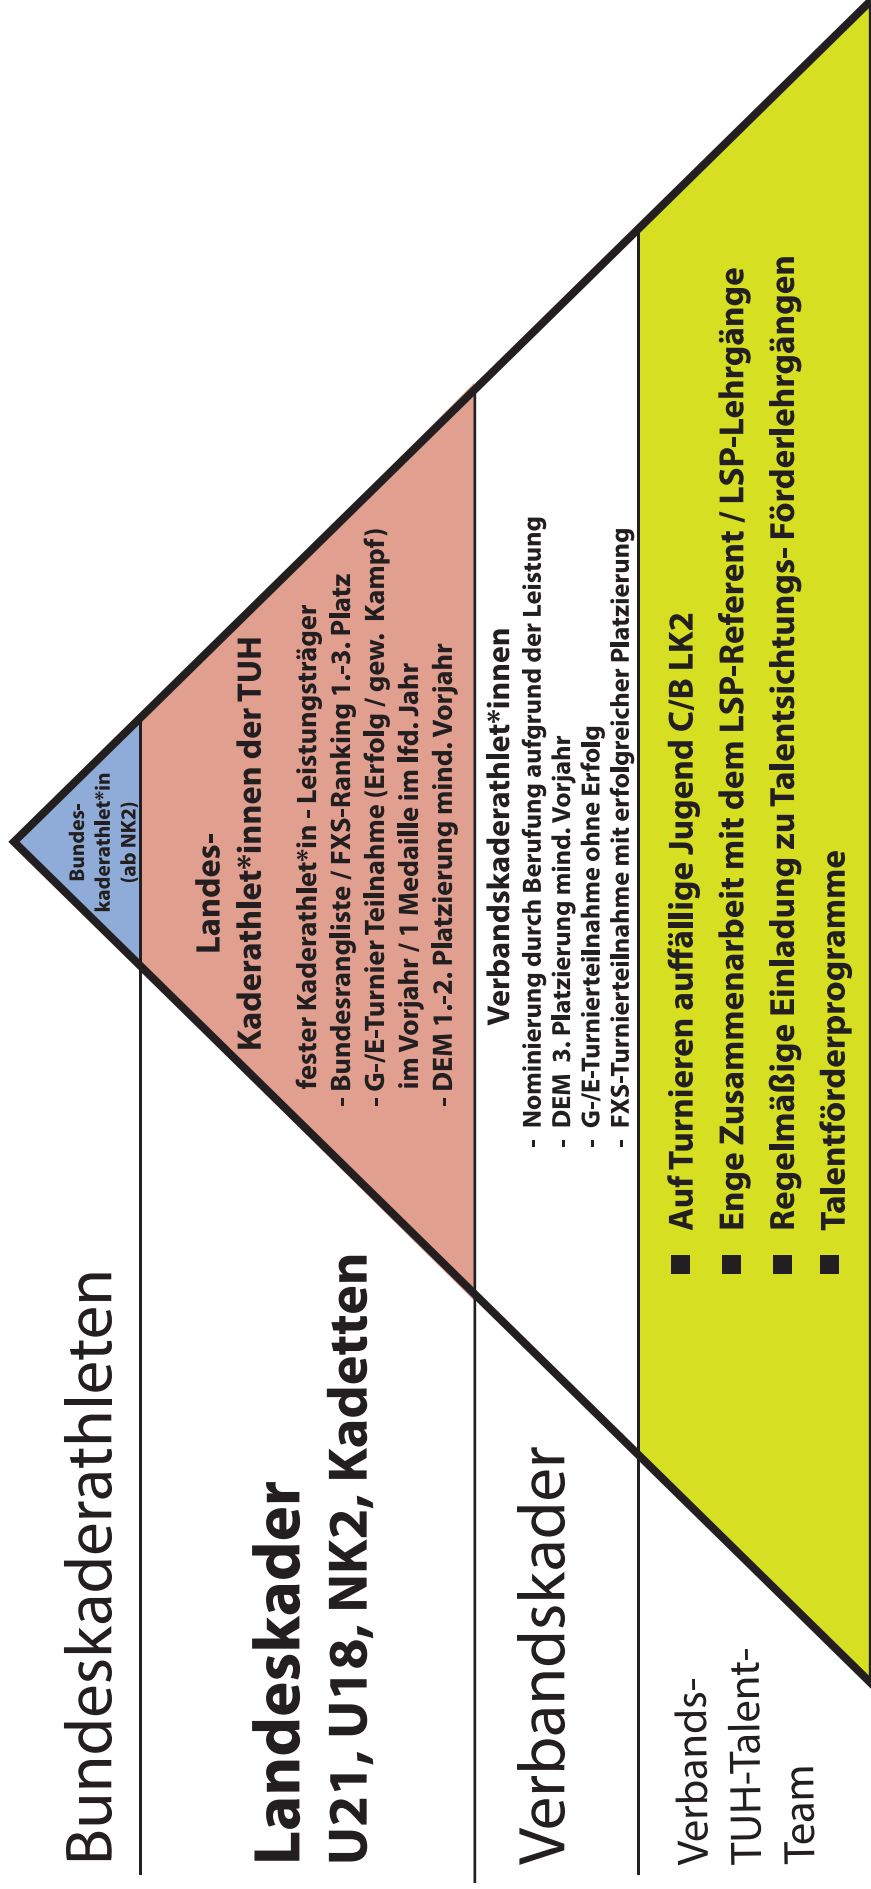 Bundeskaderathleten
Bundes-
kaderathlet*in
(ab NK2)
Landeskader
U21, U18, NK2, Kadetten
Landes-
Kaderathlet*innen der TUH
fester Kaderathlet*in - Leistungsträger
- Bundesrangliste / FXS-Ranking 1.-3. Platz
- G-/E-Turnier Teilnahme (Erfolg / gew. Kampf)
im Vorjahr / 1 Medaille im lfd. Jahr
- DEM 1.-2. Platzierung mind. Vorjahr
Verbandskader
Verbandskaderathlet*innen
- Nominierung durch Berufung aufgrund der Leistung
- DEM 3. Platzierung mind. Vorjahr
- G-/E-Turnierteilnahme ohne Erfolg
- FXS-Turnierteilnahme mit erfolgreicher Platzierung
Verbands-
TUH-Talent-
Team
■ Auf Turnieren auffällige Jugend C/B LK2
■ Enge Zusammenarbeit mit dem LSP-Referent / LSP-Lehrgänge
■ Regelmäßige Einladung zu Talentsichtungs- Förderlehrgängen
■ Talentförderprogramme